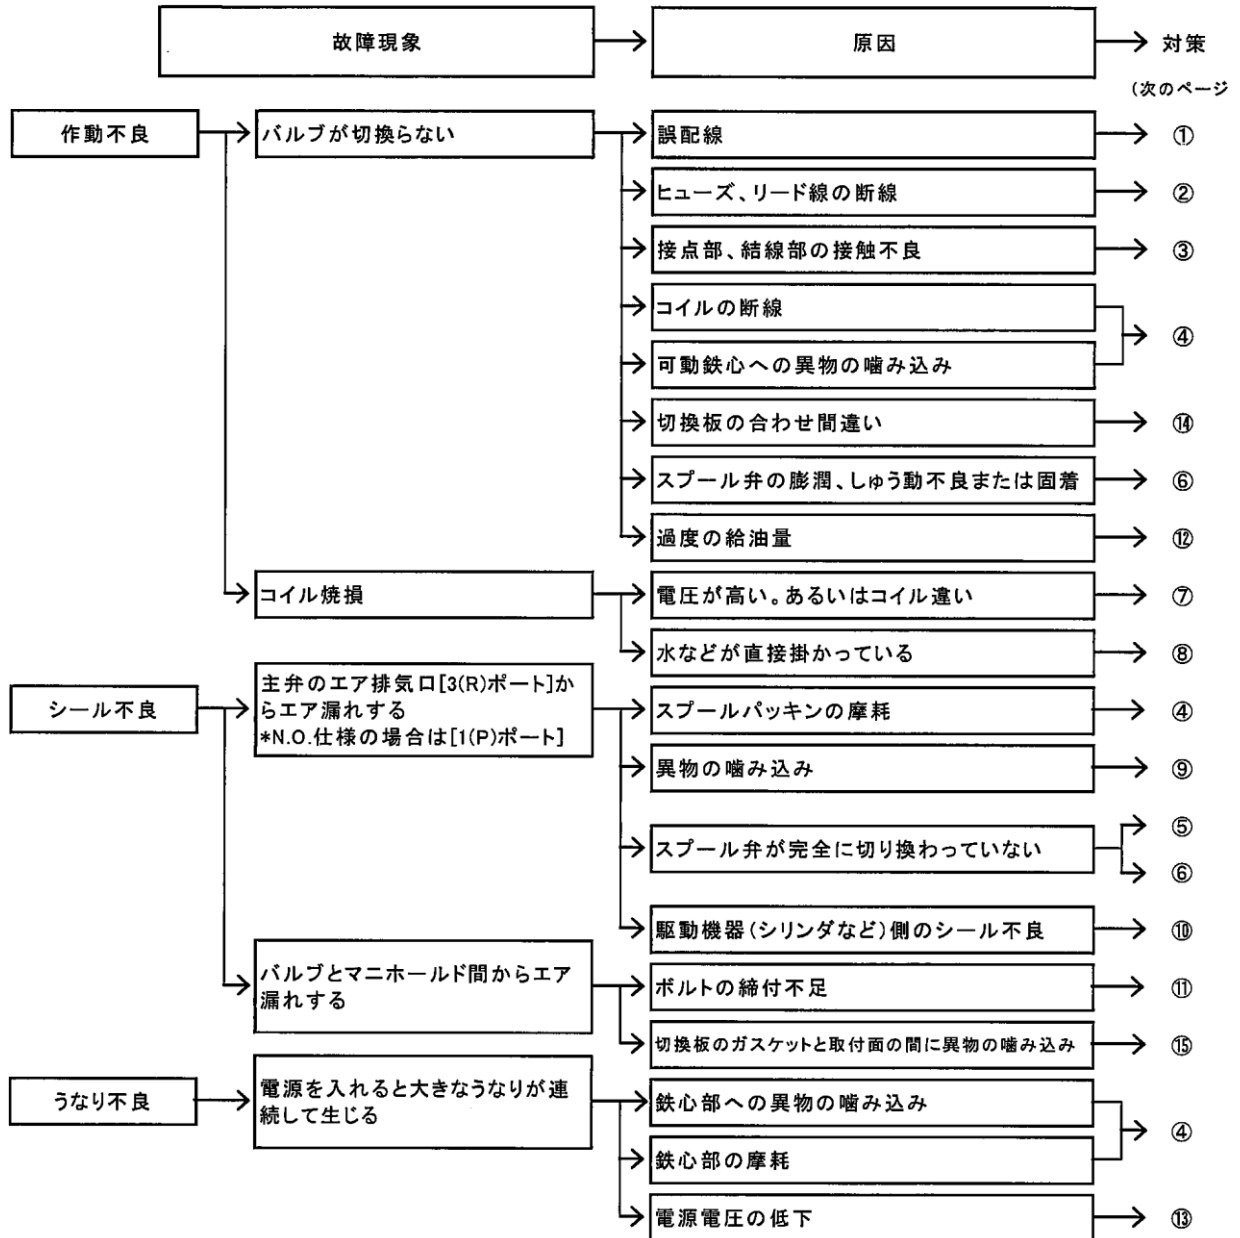 故障現象
原因
対策
(次のページ
作動不良
バルブが切換らない
誤配線
①
ヒューズ、リード線の断線
②
接点部、結線部の接触不良
③
コイルの断線
④
可動鉄心への異物の噛み込み
切換板の合わせ間違い
⑭
スプール弁の膨潤、しゅう動不良または固着
⑥
過度の給油量
⑫
コイル焼損
電圧が高い。あるいはコイル違い
⑦
水などが直接掛かっている
⑧
シール不良
主弁のエア排気口[3(R)ポート]か
らエア漏れする
*N.O.仕様の場合は[1(P)ポート]
スプールパッキンの摩耗
④
異物の噛み込み
⑨
スプール弁が完全に切り換わっていない
⑤
⑥
駆動機器(シリンダなど)側のシール不良
⑩
バルブとマニホールド間からエア
漏れする
ボルトの締付不足
⑪
切換板のガスケットと取付面の間に異物の噛み込み
⑮
うなり不良
電源を入れると大きなうなりが連
続して生じる
鉄心部への異物の噛み込み
④
鉄心部の摩耗
電源電圧の低下
⑬